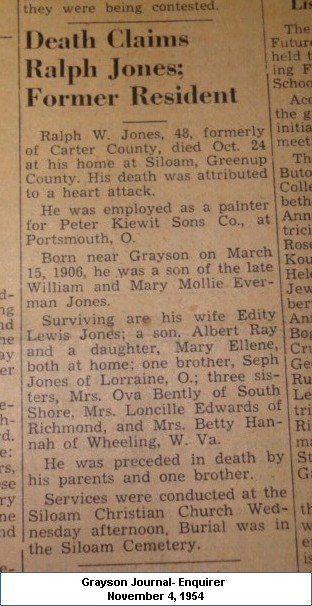 they were being contested.
Death Claims
Ralph Jones;
Former Resident
Ralph W. Jones, 48, formerly
of Carter County, died Oct. 24
at his home at Siloam, Greenup
County. His death was attributed
to a heart attack.
He was employed as a painter
for Peter Kiewit Sons Co., at
Portsmouth, O.
Born near Grayson on March
15, 1906, he was a son of the late
William and Mary Mollie Ever-
man Jones.
Surviving are his wife Edity
Lewis Jones; a son. Albert Ray
and a daughter, Mary Ellene,
both at home; one brother, Seph
Jones of Lorraine, O.; three sis-
ters, Mrs. Ova Bently of South
Shore, Mrs. Loncille Edwards of
Richmond, and Mrs. Betty Han-
nah of Wheeling, W. Va.
He was preceded in death by
his parents and one brother.
Services were conducted at the
Siloam Christian Church Wed-
nesday afternoon, Burial was in
the Siloam Cemetery.
Grayson Journal- Enquirer
November 4, 1954